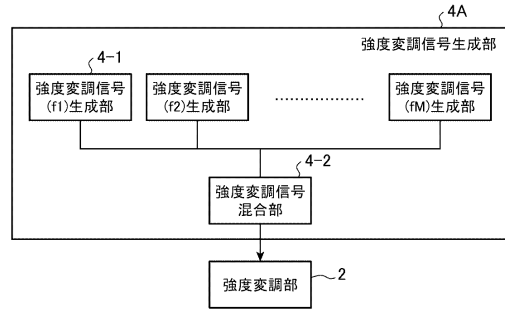 4A
強度変調信号生成部
4-1
強度変調信号
(f1)生成部
強度変調信号
(f2)生成部
強度変調信号
(fM)生成部
4-2
強度変調信号
混合部
強度変調部
2